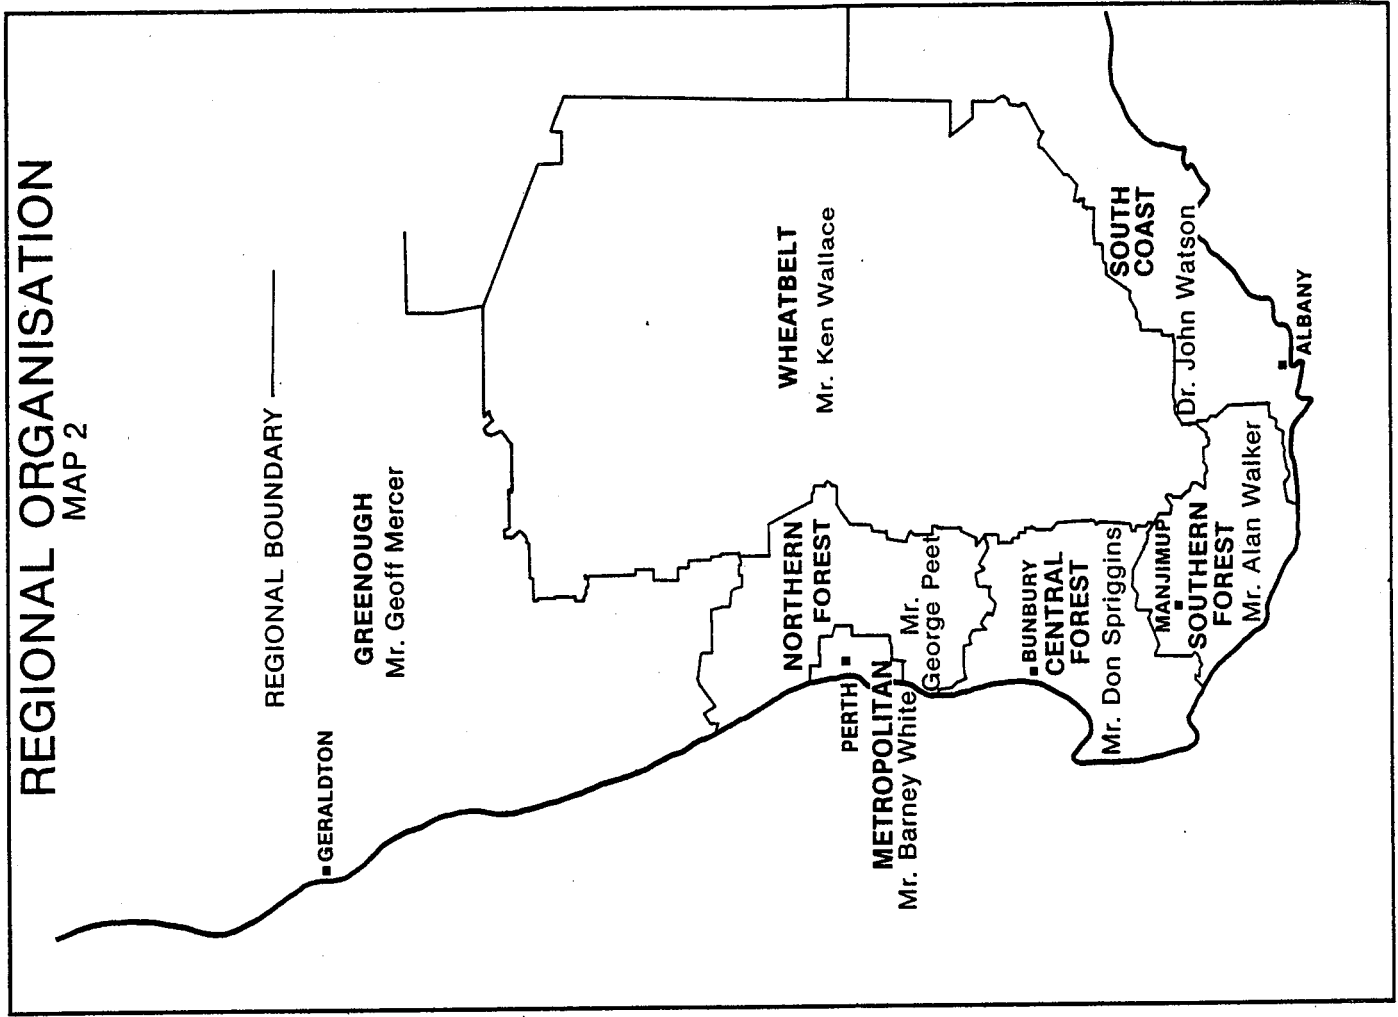 REGIONAL ORGANISATION
MAP 2
REGIONAL BOUNDARY
GERALDTON
GREENOUGH
Mr. Geoff Mercer
WHEATBELT
Mr. Ken Wallace
NORTHERN
FOREST
Mr.
George Peet
PERTH
METROPOLITAN
Mr. Barney White
BUNBURY
CENTRAL
FOREST
Mr. Don Spriggins
MANJIMUP
SOUTHERN
FOREST
Mr. Alan Walker
SOUTH
COAST
Dr. John Watson
ALBANY